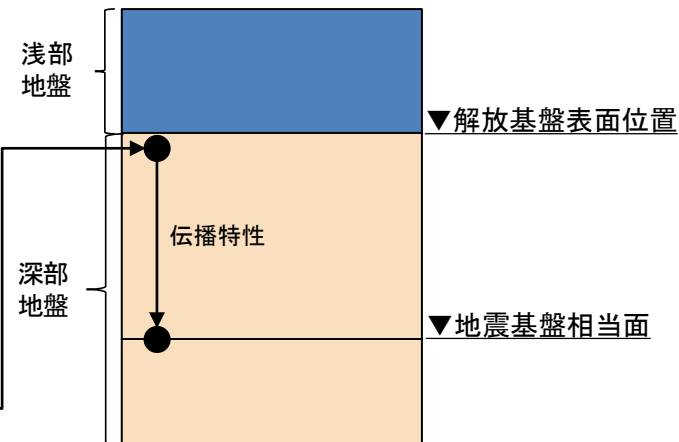 浅部
地盤
▼解放基盤表面位置
伝播特性
深部
地盤
▼地震基盤相当面